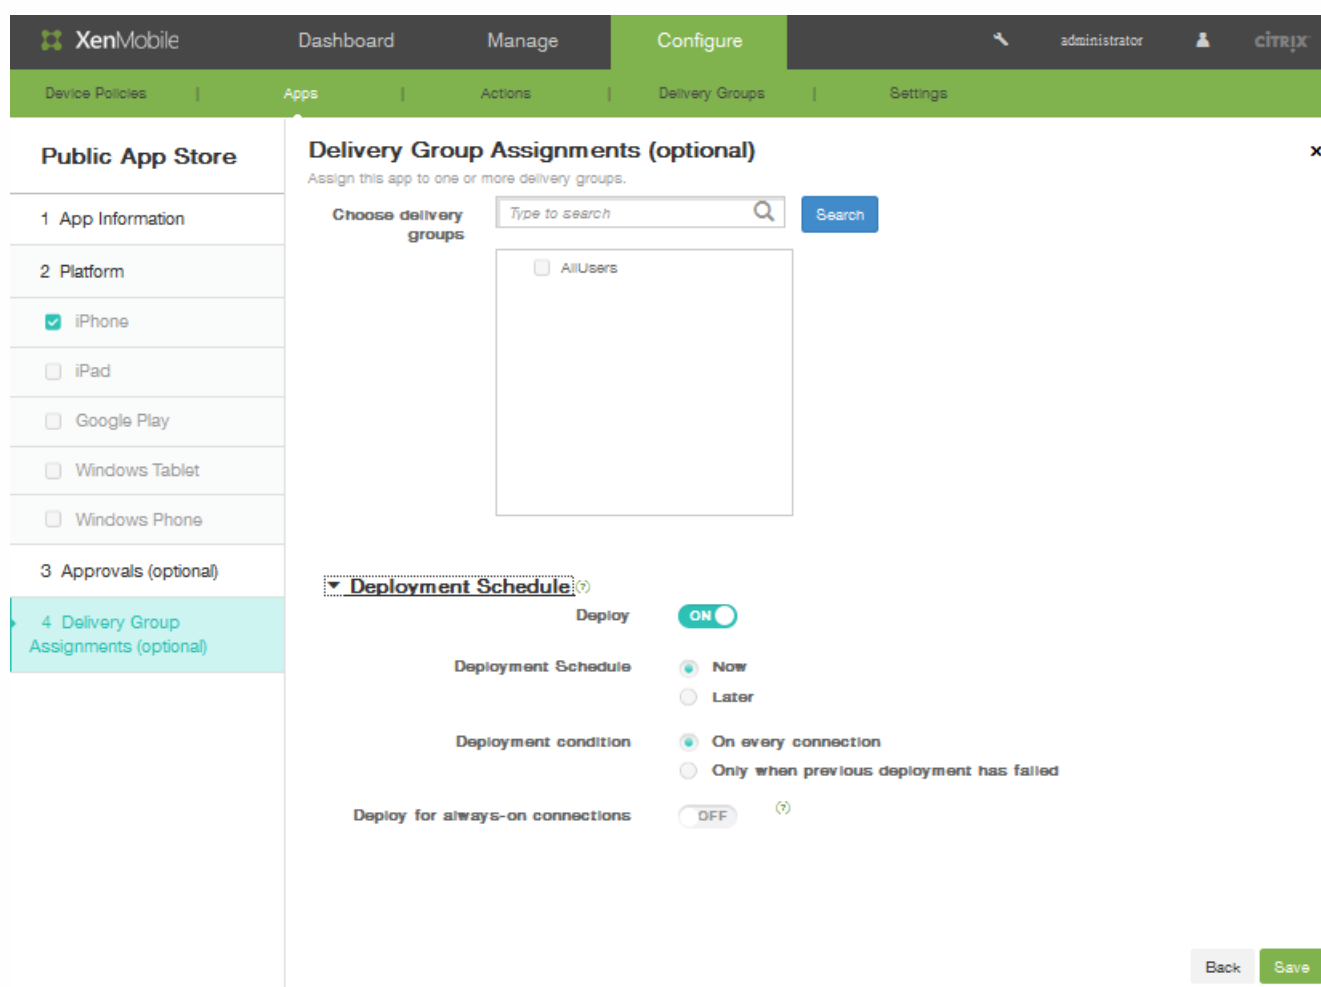 XenMobile Dashboard Manage Configure administrator CITRIX
Device Policies | Apps | Actions | Delivery Groups | Settings
Public App Store
1 App Information
2 Platform
iPhone
iPad
Google Play
Windows Tablet
Windows Phone
3 Approvals (optional)
4 Delivery Group
Assignments (optional)
Delivery Group Assignments (optional)
x
Assign this app to one or more delivery groups.
Choose delivery
groups
Type to search
Search
AllUsers
Deployment Schedule (?)
Deploy ON
Deployment Schedule Now
Later
Deployment condition On every connection
Only when previous deployment has failed
Deploy for always-on connections OFF (?)
Back Save